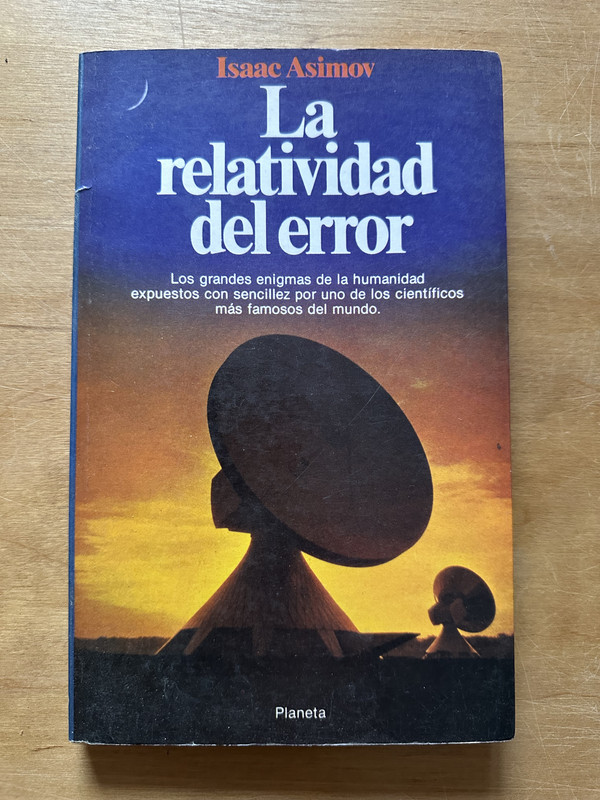 Isaac Asimov
La
relatividad
del error
Los grandes enigmas de la humanidad
expuestos con sencillez por uno de los científicos
más famosos del mundo.
Planeta